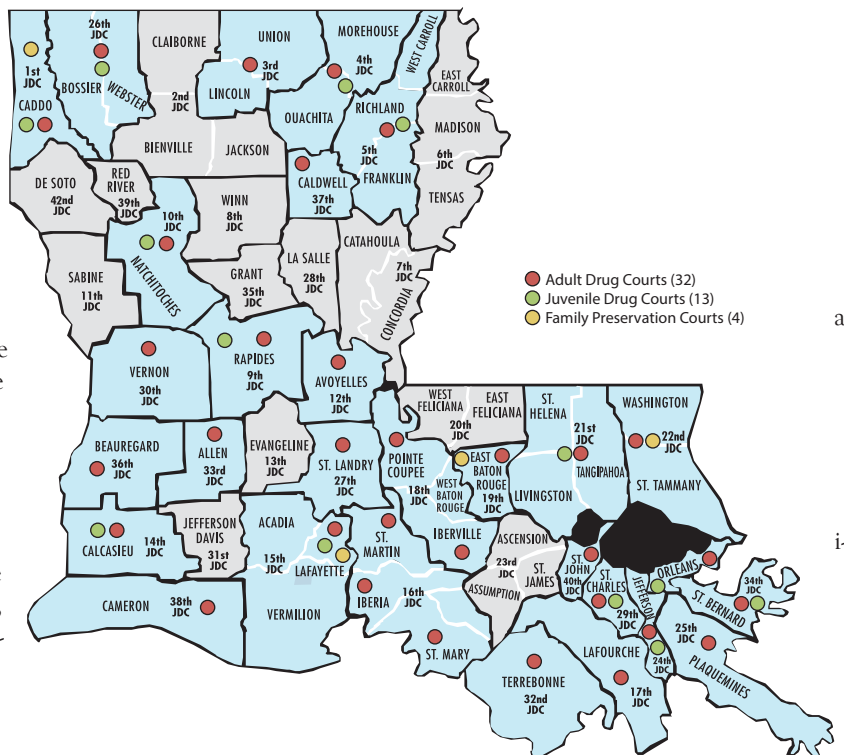 26th
JDC
BOSSIER
WEBSTER
CLAIBORNE
2nd
JDC
BIENVILLE
JACKSON
UNION
3rd
JDC
LINCOLN
MOREHOUSE
4th
JDC
OUACHITA
WEST CARROLL
EAST
CARROLL
MADISON
6th
JDC
TENSAS
1st
JDC
CADDO
RICHLAND
5th
JDC
FRANKLIN
CALDWELL
37th
JDC
DE SOTO
42nd
JDC
RED
RIVER
39th
JDC
10th
JDC
NATCHITOCHES
WINN
8th
JDC
GRANT
35th
JDC
LA SALLE
28th
JDC
CATAHOULA
7th
JDC
CONCORDIA
SABINE
11th
JDC
Adult Drug Courts (32)
Juvenile Drug Courts (13)
Family Preservation Courts (4)
a
e
e
VERNON
30th
JDC
RAPIDES
9th
JDC
AVOYELLES
12th
JDC
WEST
FELICIANA
EAST
FELICIANA
20th
JDC
ST.
HELENA
21st
JDC
TANGIPAHOA
LIVINGSTON
WASHINGTON
22nd
JDC
ST. TAMMANY
BEAUREGARD
36th
JDC
ALLEN
33rd
JDC
EVANGELINE
13th
JDC
ST. LANDRY
27th
JDC
POINTE
COUPEE
18th
JDC
WEST
BATON
ROUGE
IBERVILLE
EAST
BATON
ROUGE
19th
JDC
CALCASIEU
14th
JDC
JEFFERSON
DAVIS
31st
JDC
ACADIA
15th
JDC
LAFAYETTE
VERMILION
ST.
MARTIN
IBERIA
16th
JDC
ST. MARY
ASCENSION
23rd
JDC
ST.
JAMES
ASSUMPTION
ST.
JOHN
40th
JDC
ST.
CHARLES
29th
JDC
JEFFERSON
24th
JDC
ORLEANS
34th
JDC
ST. BERNARD
25th
JDC
PLAQUEMINES
i-
e
CAMERON
38th
JDC
TERREBONNE
32nd
JDC
LAFOURCHE
17th
JDC